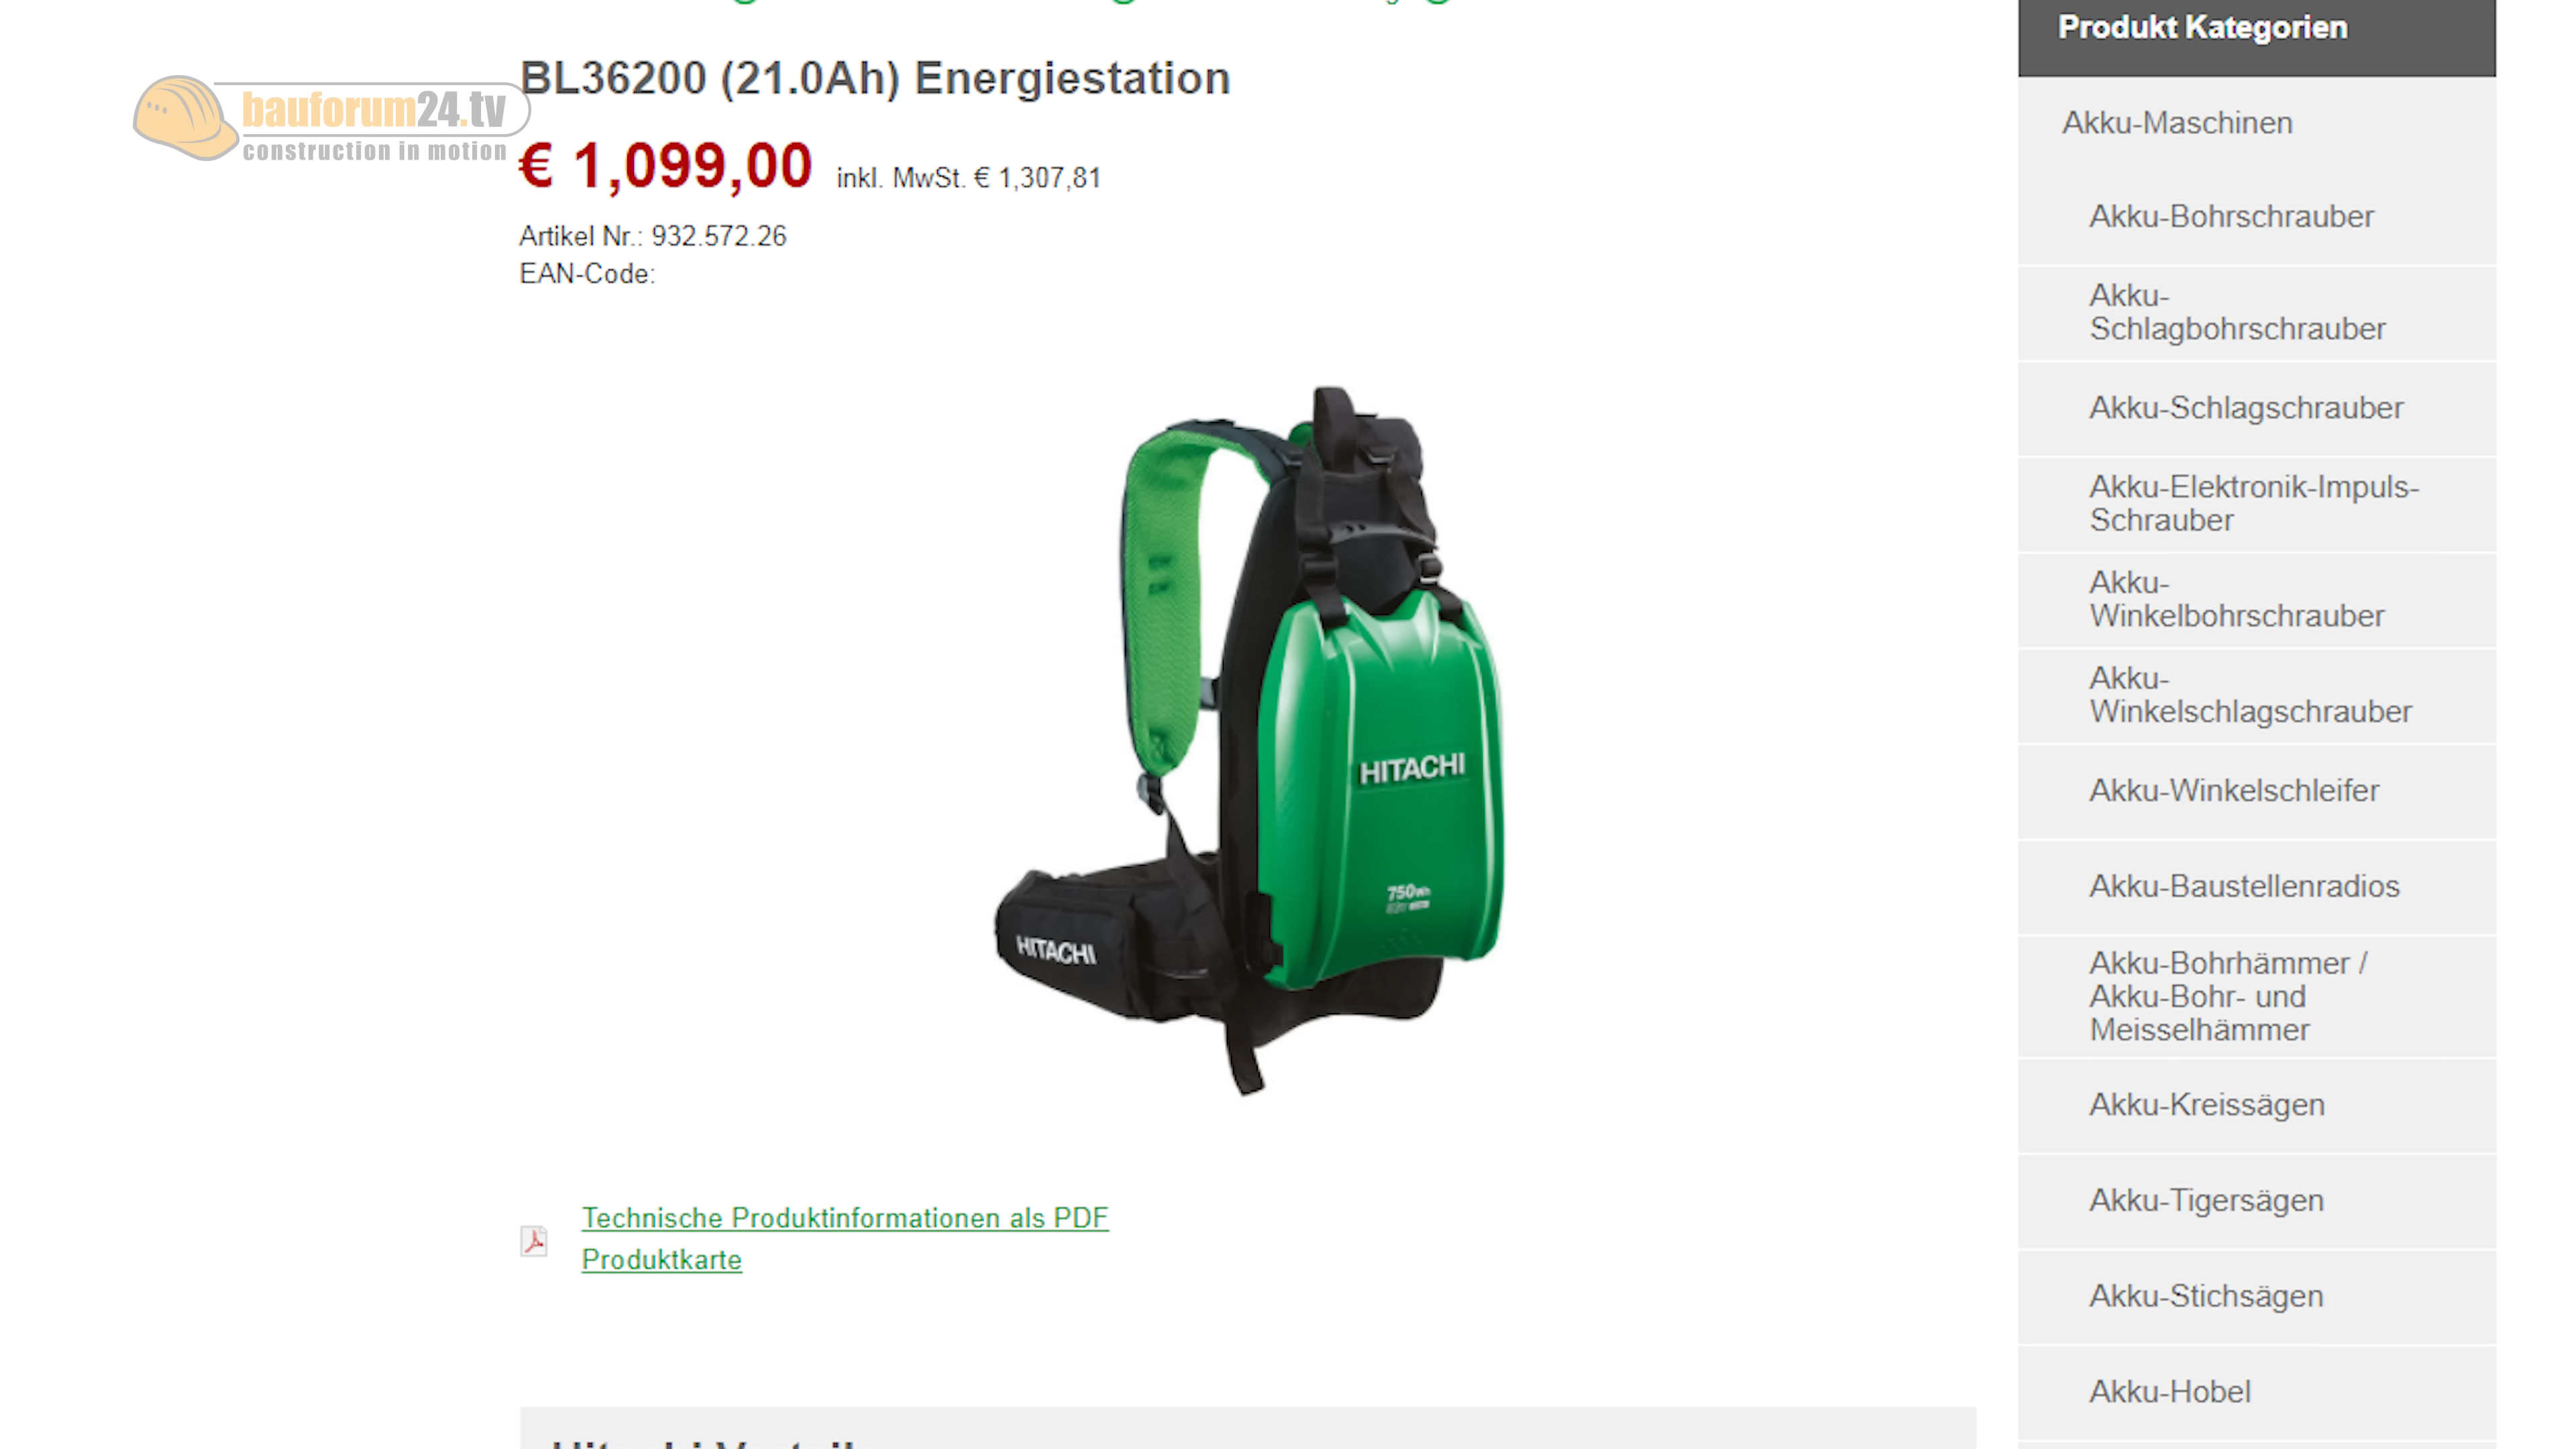 BL36200 (21.0Ah) Energiestation
bauforum24.tv
construction in motion
€ 1,099,00 inkl. MwSt. € 1,307,81
Artikel Nr.: 932.572.26
EAN-Code:
HITACHI
750Wh
HITACHI
Technische Produktinformationen als PDF
Produktkarte
Produkt Kategorien
Akku-Maschinen
Akku-Bohrschrauber
Akku-
Schlagbohrschrauber
Akku-Schlagschrauber
Akku-Elektronik-Impuls-
Schrauber
Akku-
Winkelbohrschrauber
Akku-
Winkelschlagschrauber
Akku-Winkelschleifer
Akku-Baustellenradios
Akku-Bohrhämmer /
Akku-Bohr- und
Meisselhämmer
Akku-Kreissägen
Akku-Tigersägen
Akku-Stichsägen
Akku-Hobel